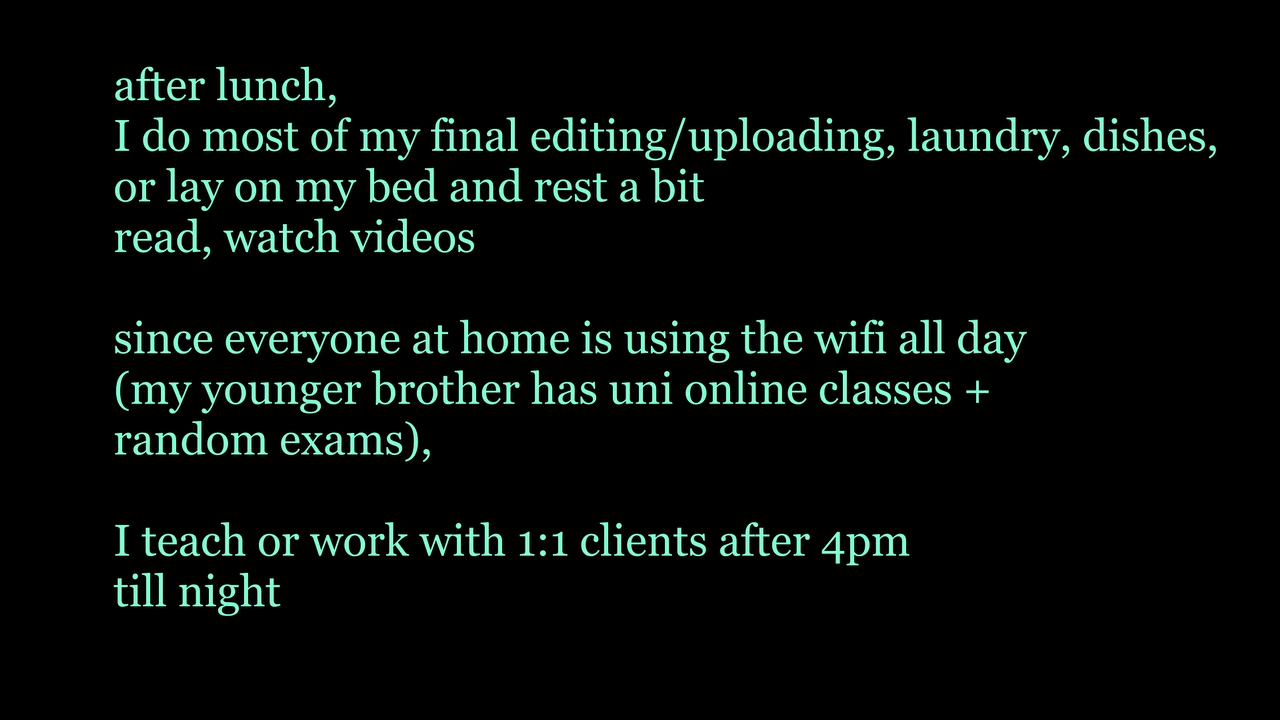 after lunch,
I do most of my final editing/uploading, laundry, dishes,
or lay on my bed and rest a bit
read, watch videos
since everyone at home is using the wifi all day
(my younger brother has uni online classes +
random exams),
I teach or work with 1:1 clients after 4pm
till night